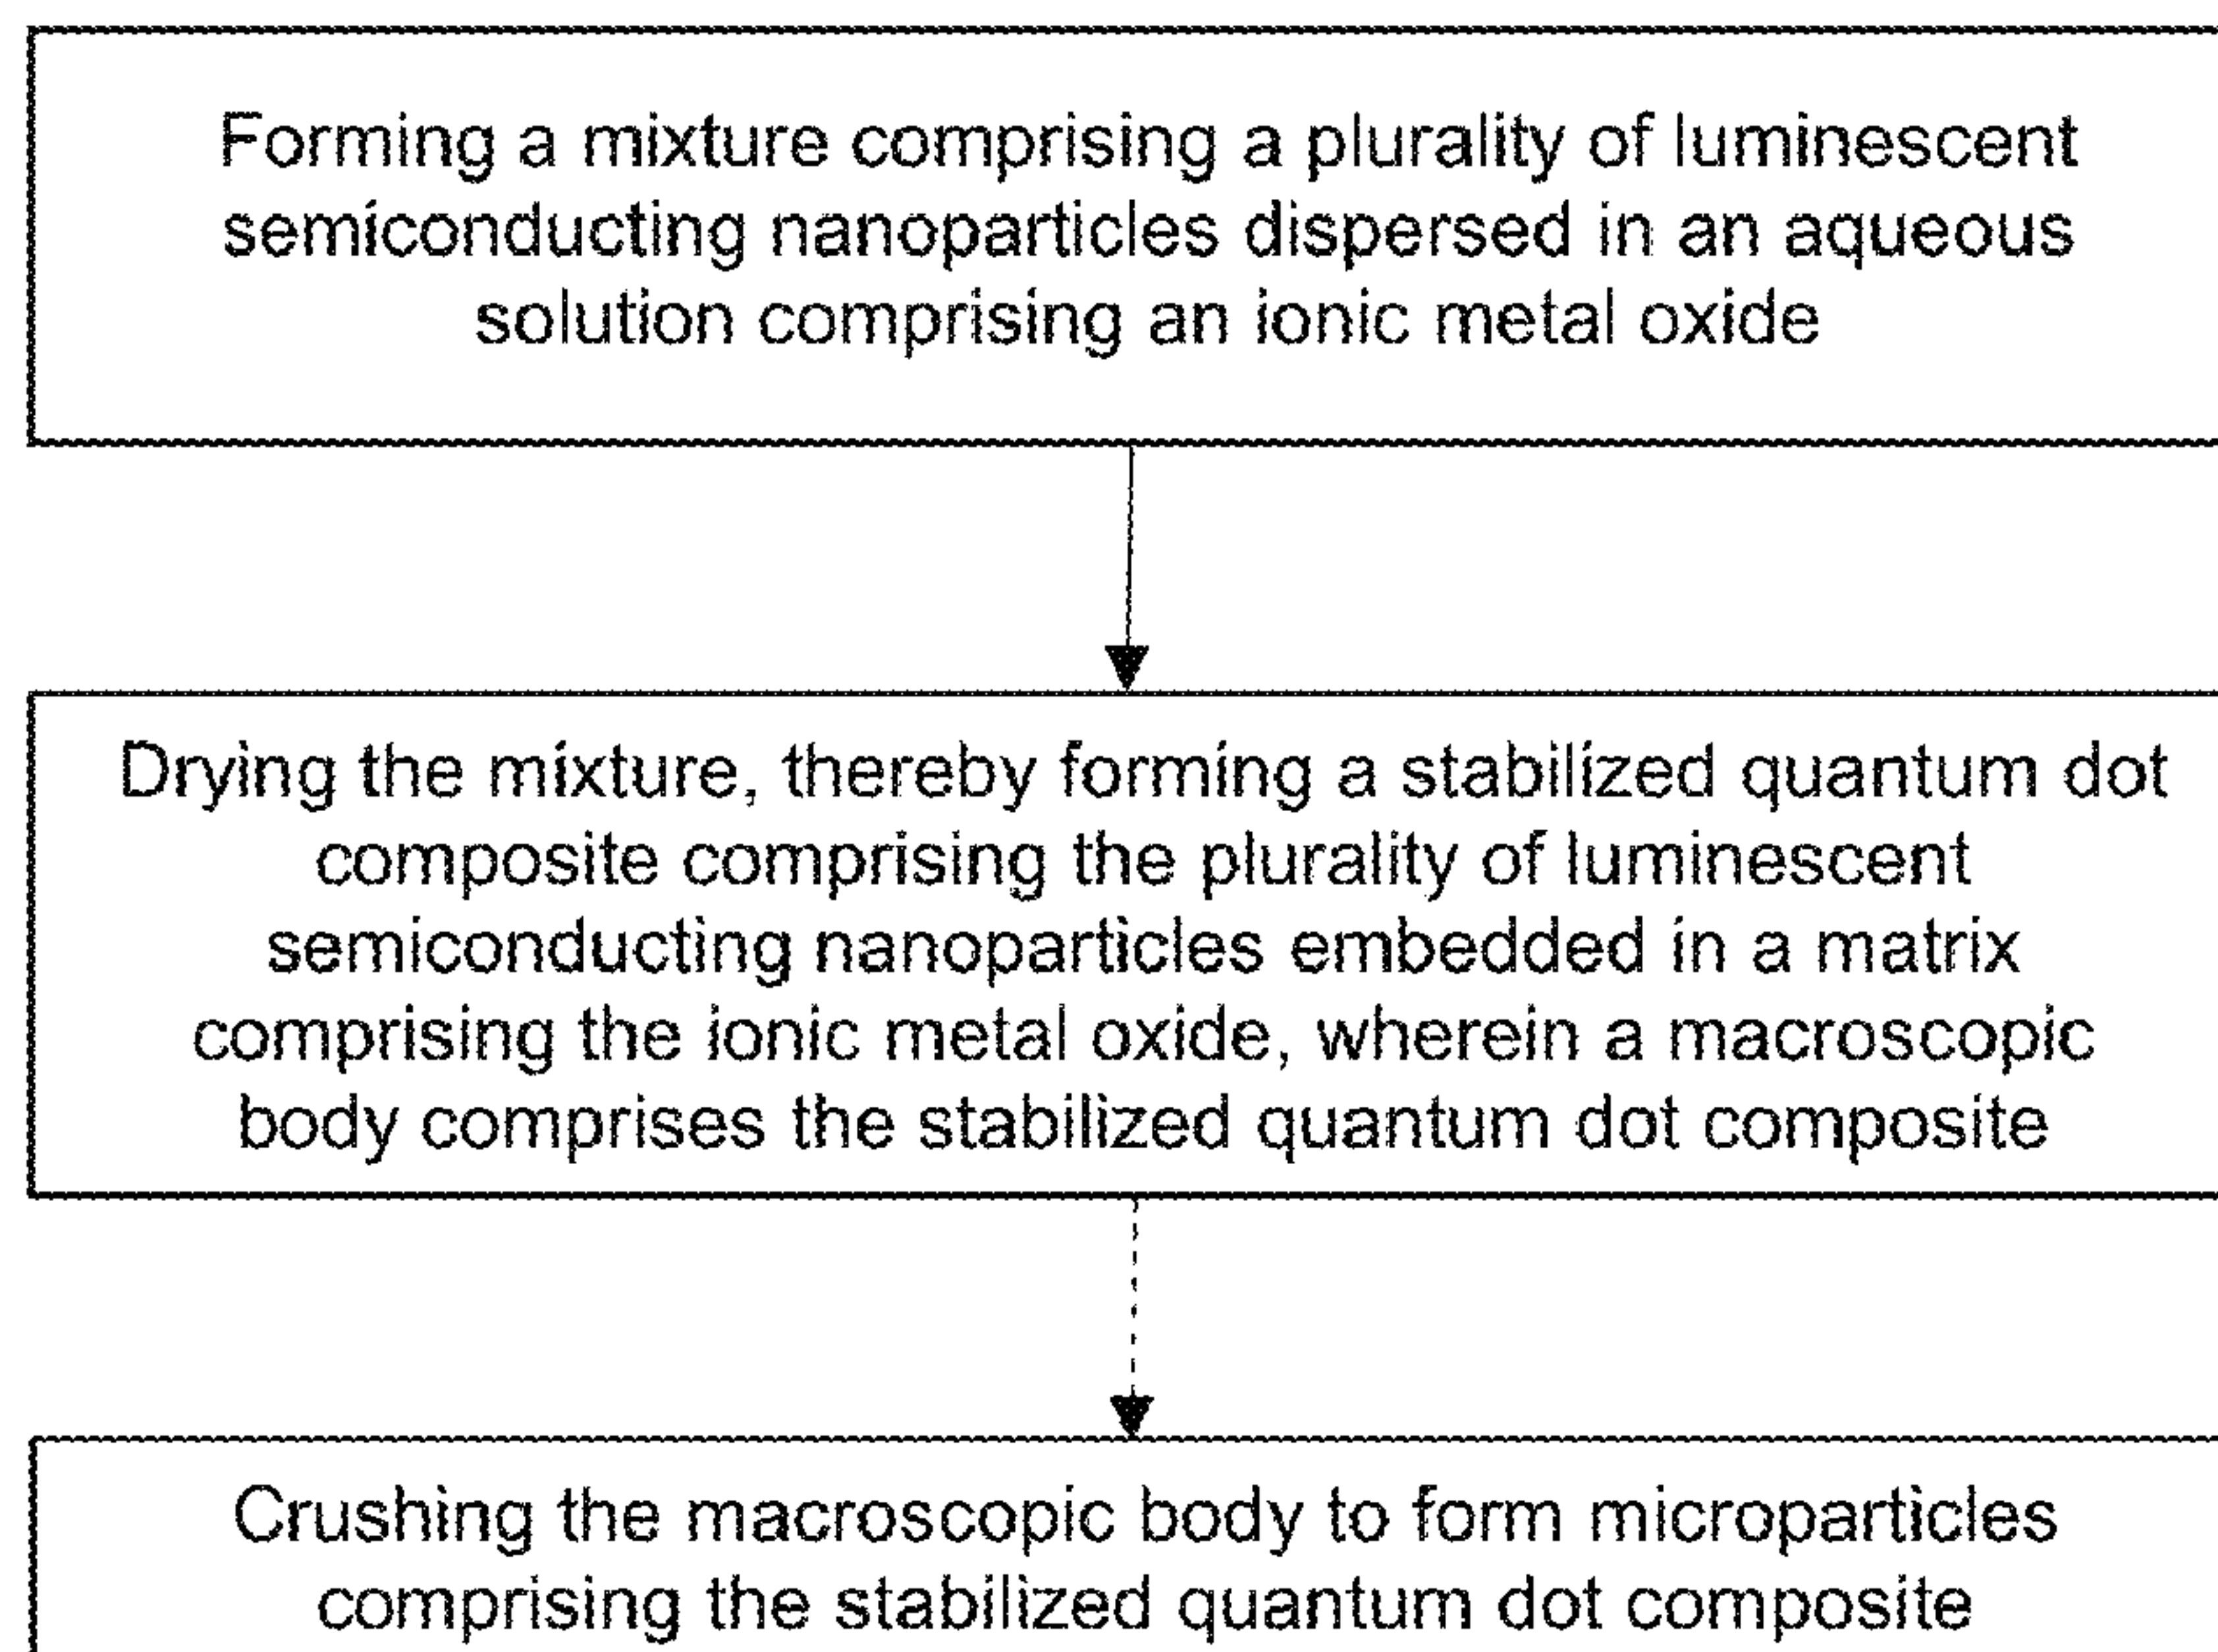 Forming a mixture comprising a plurality of luminescent
semiconducting nanoparticles dispersed in an aqueous
solution comprising an ionic metal oxide
Drying the mixture, thereby forming a stabilized quantum dot
composite comprising the plurality of luminescent
semiconducting nanoparticles embedded in a matrix
comprising the ionic metal oxide, wherein a macroscopic
body comprises the stabilized quantum dot composite
Crushing the macroscopic body to form microparticles
comprising the stabilized quantum dot composite